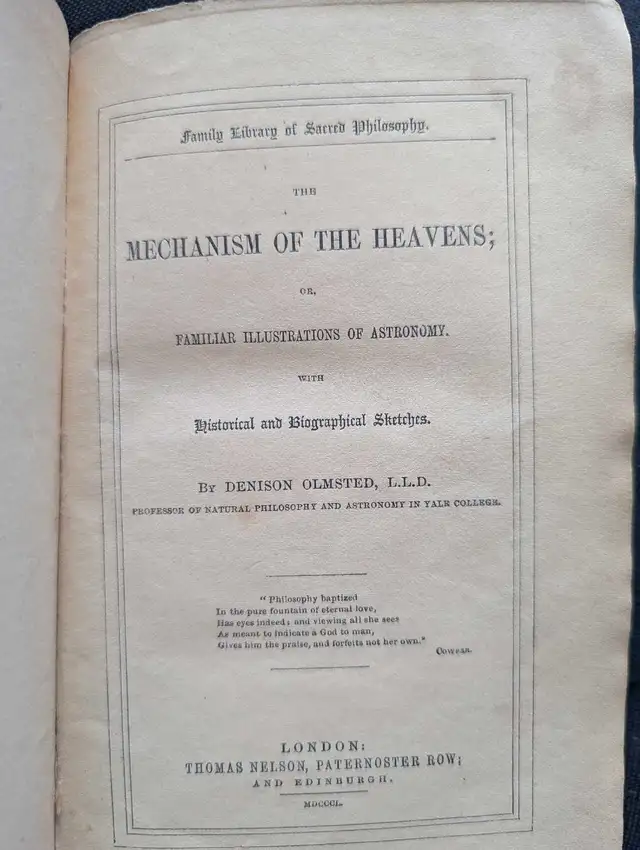 Family Library of Sacred Philosophy.
THE
MECHANISM OF THE HEAVENS;
OR,
FAMILIAR ILLUSTRATIONS OF ASTRONOMY.
WITH
Historical and Biographical Sketches.
BY DENISON OLMSTED, L.L.D.
PROFESSOR OF NATURAL PHILOSOPHY AND ASTRONOMY IN YALE COLLEGE.
"Philosophy baptized
In the pure fountain of eternal love,
Has eyes indeed; and viewing all she sees
As meant to indicate a God to man,
Gives him the praise, and forfeits not her own."
COWPER.
LONDON:
THOMAS NELSON, PATERNOSTER ROW;
AND EDINBURGH.
MDCCCL.